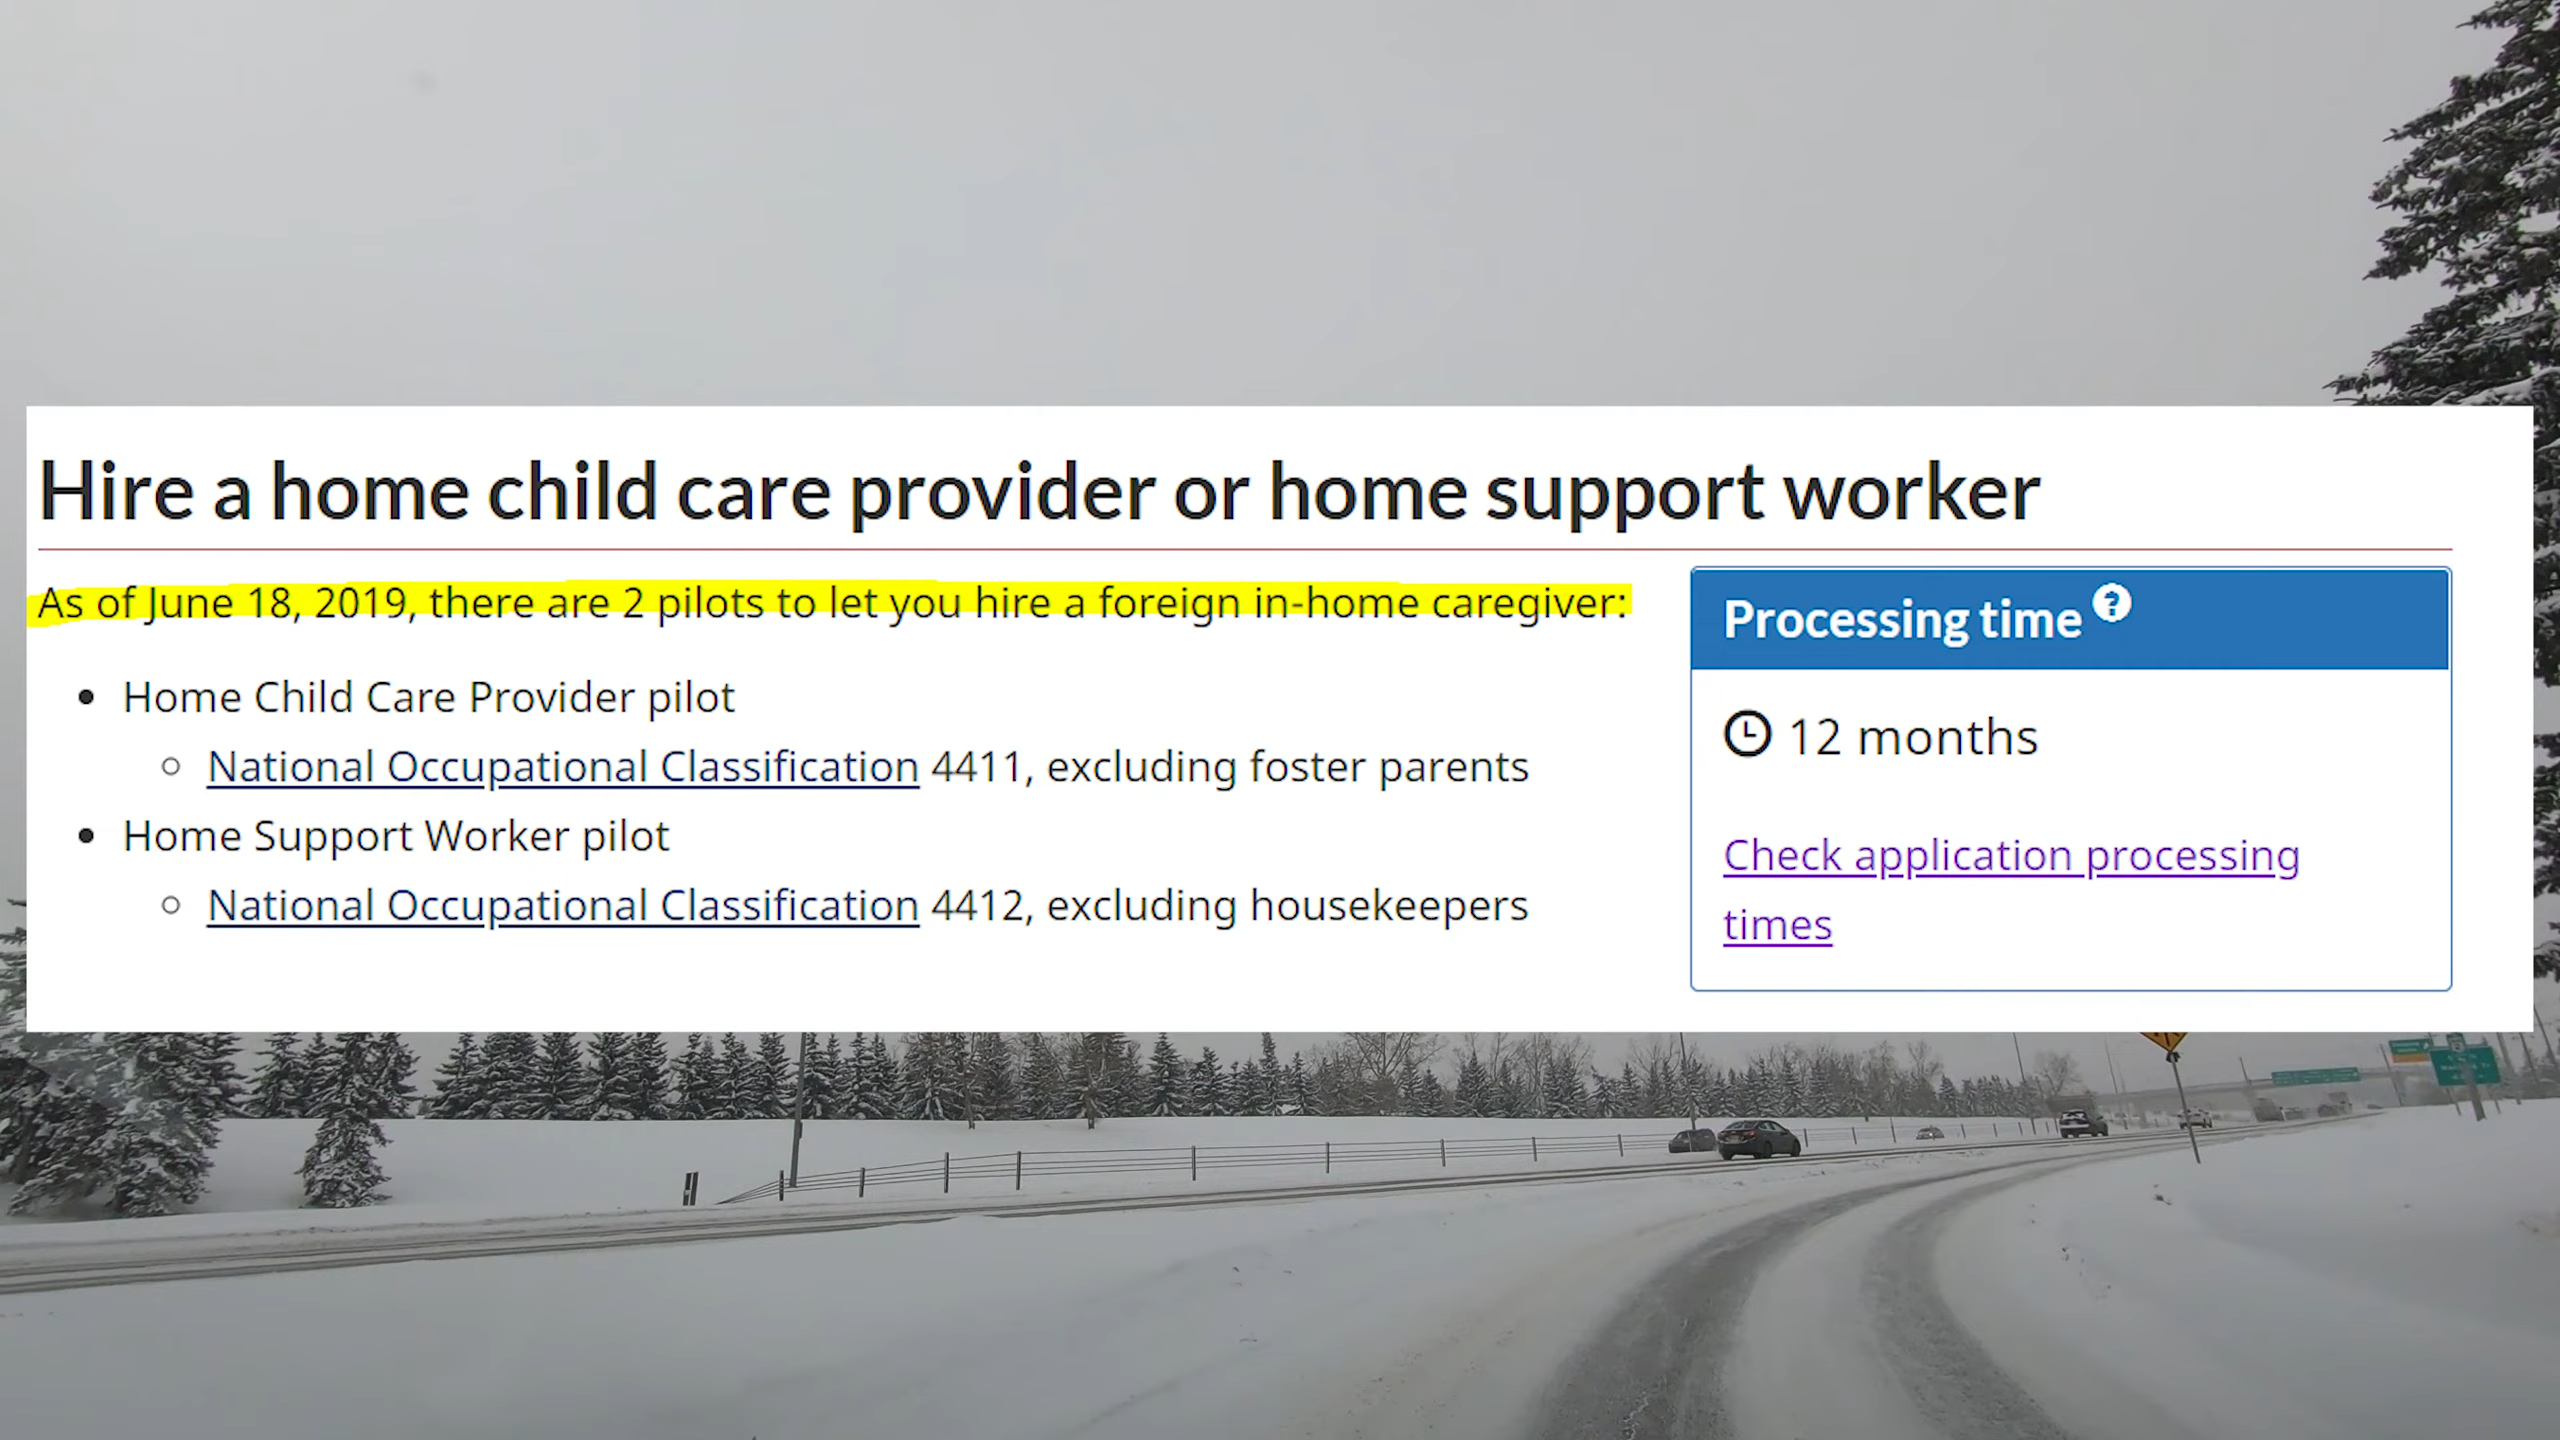 Hire a home child care provider or home support worker
As of June 18, 2019, there are 2 pilots to let you hire a foreign in-home caregiver:
Home Child Care Provider pilot
National Occupational Classification 4411, excluding foster parents
Home Support Worker pilot
National Occupational Classification 4412, excluding housekeepers
Processing time ?
12 months
Check application processing
times